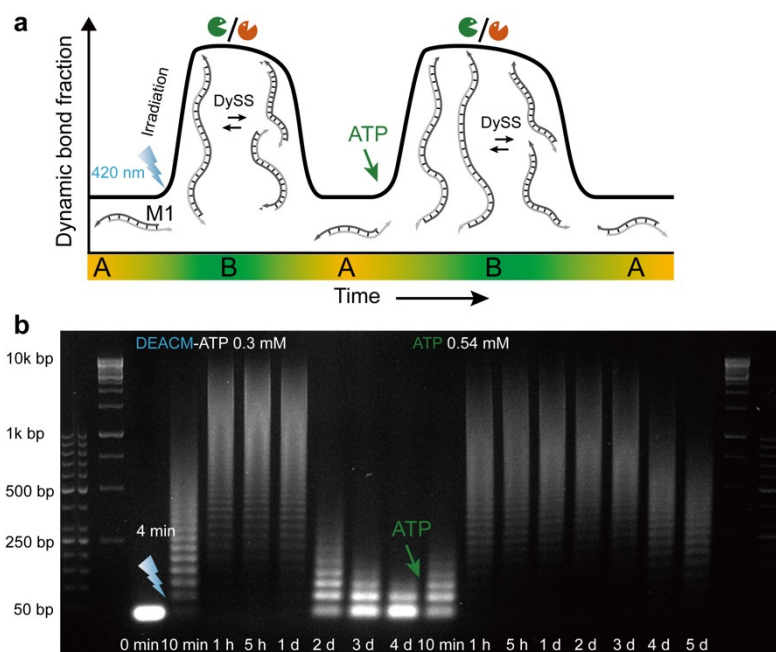 a
Dynamic bond fraction
420 nm
Irradiation
M1
/
DySS
ATP
/
DySS
A B A B A
Time
b
DEACM-ATP 0.3 mM
ATP 0.54 mM
10k bp
1k bp
500 bp
250 bp
50 bp
4 min
ATP
0 min 10 min 1 h 5 h 1 d 2 d 3 d 4 d 10 min 1 h 5 h 1 d 2 d 3 d 4 d 5 d